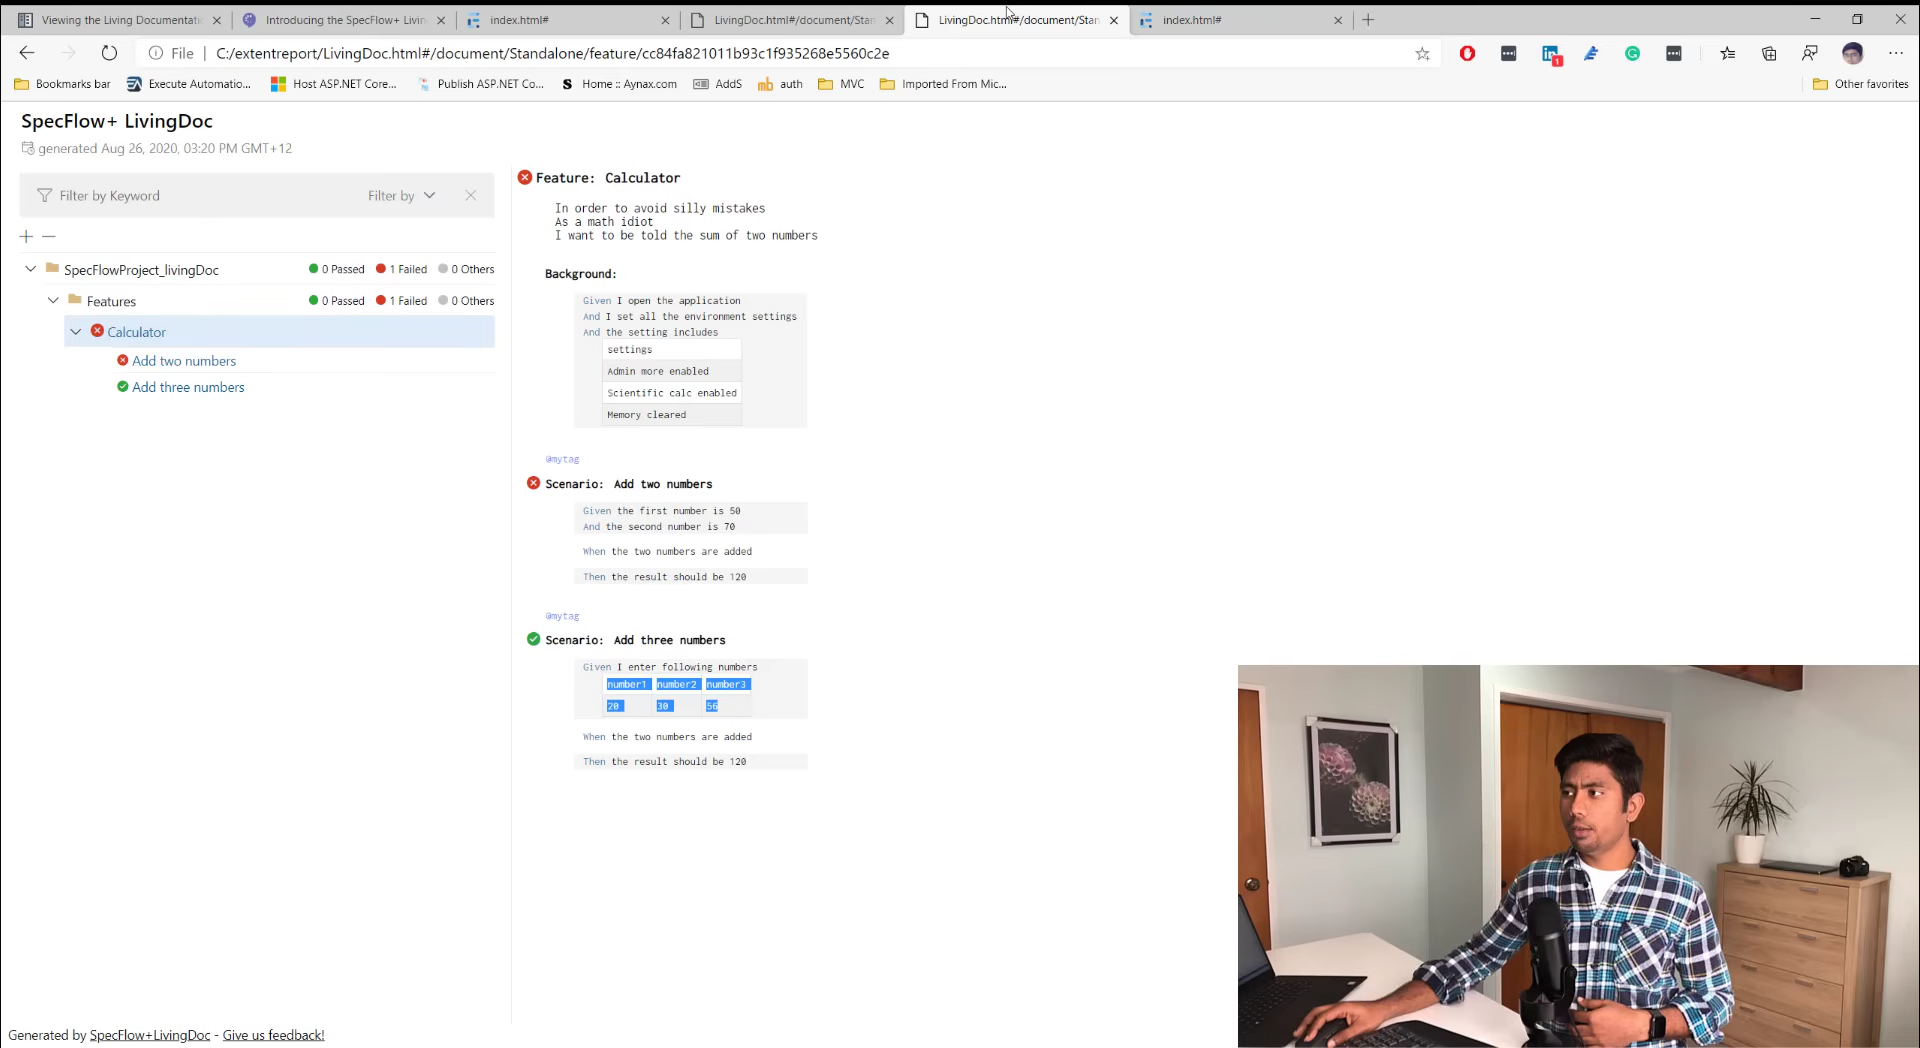 Viewing the Living Documentati
Introducing the SpecFlow+ Livin
index.html#
LivingDoc.html#/document/Stan
LivingDoc.html#/document/Stan
index.html#
File
C:/extentreport/LivingDoc.html#/document/Standalone/feature/cc84fa821011b93c1f935268e5560c2e
1
Bookmarks bar
Execute Automatio...
Host ASP.NET Core...
Publish ASP.NET Co...
S
Home :: Aynax.com
AddS
mb
auth
MVC
Imported From Mic...
Other favorites
SpecFlow+ LivingDoc
generated Aug 26, 2020, 03:20 PM GMT+12
Filter by Keyword
Filter by
SpecFlowProject_livingDoc
0 Passed
1 Failed
0 Others
Features
0 Passed
1 Failed
0 Others
Calculator
Add two numbers
Add three numbers
Feature: Calculator
In order to avoid silly mistakes
As a math idiot
I want to be told the sum of two numbers
Background:
Given I open the application
And I set all the environment settings
And the setting includes
settings
Admin more enabled
Scientific calc enabled
Memory cleared
@mytag
Scenario: Add two numbers
Given the first number is 50
And the second number is 70
When the two numbers are added
Then the result should be 120
@mytag
Scenario: Add three numbers
Given I enter following numbers
number1 number2 number3
20 30 56
When the two numbers are added
Then the result should be 120
Generated by SpecFlow+LivingDoc - Give us feedback!